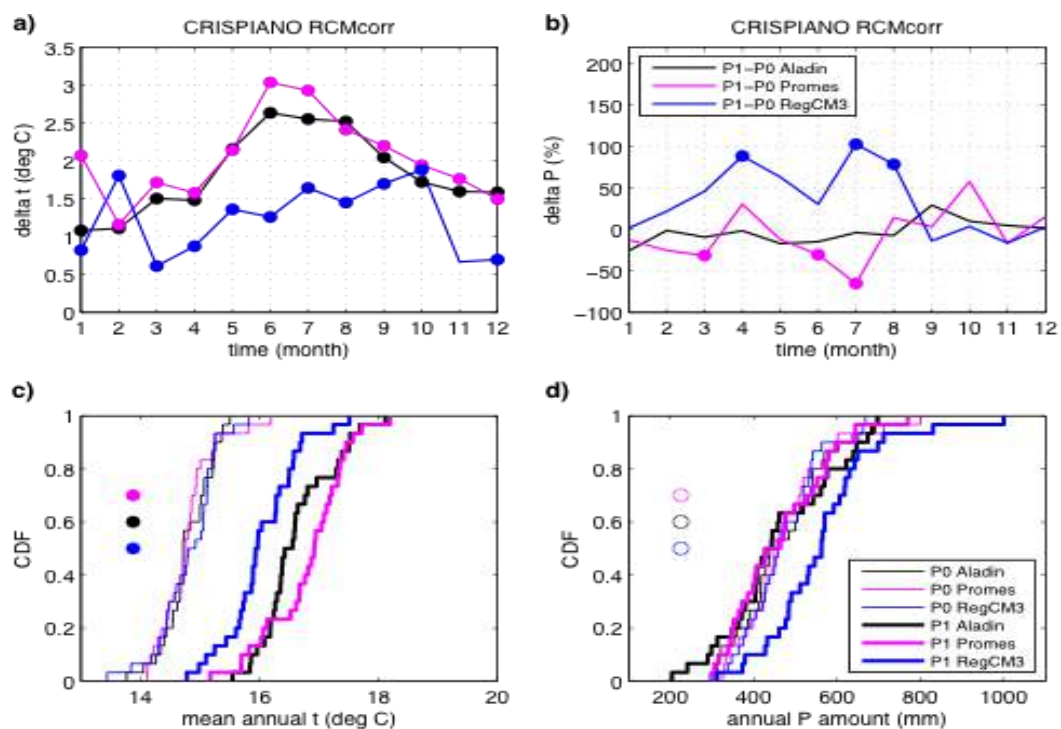 a)
CRISPIANO RCMcorr
3.5
3
2.5
2
1.5
1
0.5
0
delta t (deg C)
1 2 3 4 5 6 7 8 9 10 11 12
time (month)
b)
CRISPIANO RCMcorr
200
150
100
50
0
−50
−100
delta P (%)
P1−P0 Aladin
P1−P0 Promes
P1−P0 RegCM3
1 2 3 4 5 6 7 8 9 10 11 12
time (month)
c)
1
0.8
0.6
0.4
0.2
0
CDF
14 16 18 20
mean annual t (deg C)
d)
1
0.8
0.6
0.4
0.2
0
CDF
P0 Aladin
P0 Promes
P0 RegCM3
P1 Aladin
P1 Promes
P1 RegCM3
200 400 600 800 1000
annual P amount (mm)